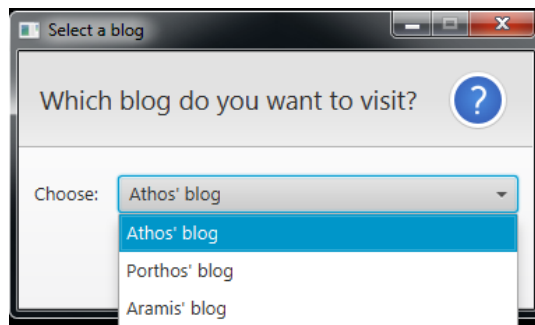 Select a blog
Which blog do you want to visit?
?
Choose: Athos' blog
Athos' blog
Porthos' blog
Aramis' blog